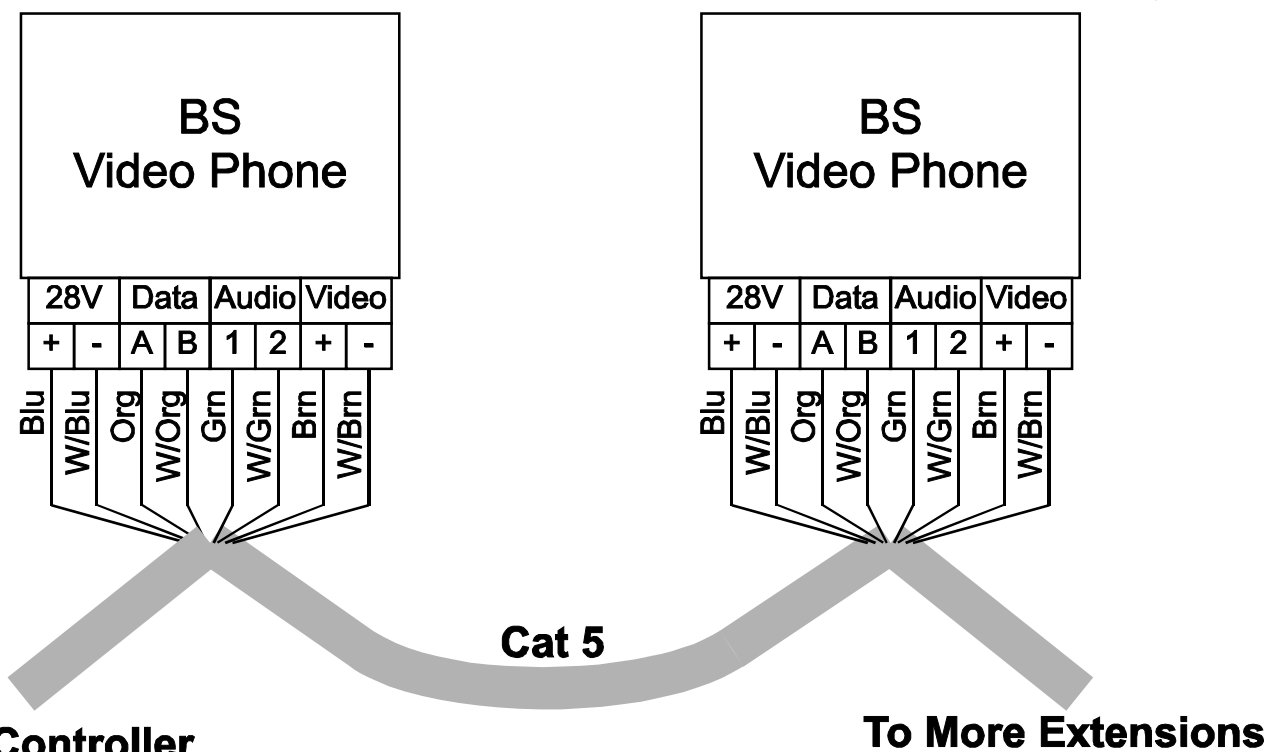 BS
Video Phone
28V Data Audio Video
+ - A B 1 2 + -
Blu W/Blu Org W/Org Grn W/Grn Brn W/Brn
BS
Video Phone
28V Data Audio Video
+ - A B 1 2 + -
Blu W/Blu Org W/Org Grn W/Grn Brn W/Brn
Cat 5
Controller
To More Extensions